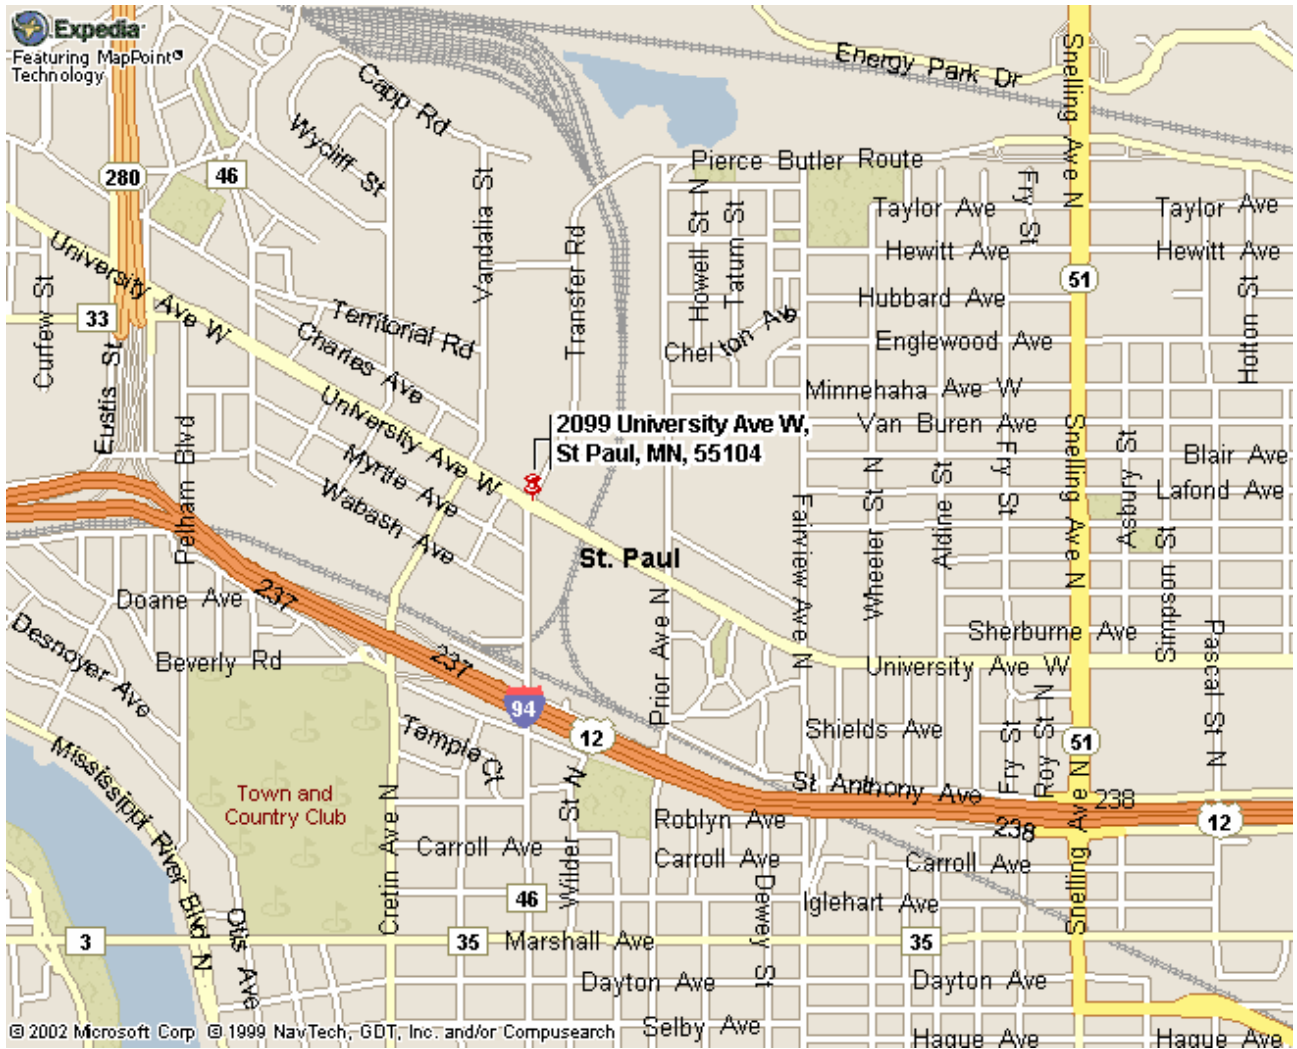 Expedia
Featuring MapPoint®
Technology
Energy Park Dr
Snelling Ave N
Capp Rd
Wycliff St
Pierce Butler Route
280
46
Vandalia St
Howell St N
Tatum St
Fry St
Taylor Ave
Taylor Ave
University Ave W
Transfer Rd
Hewitt Ave
Hewitt Ave
51
Curfew St
33
Territorial Rd
Hubbard Ave
Holton St
Charles Ave
Chelton Ave
Englewood Ave
Eustis St
Minnehaha Ave W
University Ave W
2099 University Ave W,
St Paul, MN, 55104
Van Buren Ave
Pelham Blvd
Myrtle Ave
Wabash Ave
Fairview Ave N
Wheeler St N
Aldine St
Fry St
Snelling Ave N
Asbury St
Blair Ave
Lafond Ave
Simpson St
St. Paul
Doane Ave
237
Desnoyer Ave
Beverly Rd
237
Prior Ave N
Sherburne Ave
University Ave W
Pascal St N
94
12
Temple Ct
Shields Ave
Fry St
Roy St N
51
Mississippi River Blvd N
Town and
Country Club
Cretin Ave N
Wilder St N
St Anthony Ave
238
238
12
Roblyn Ave
Carroll Ave
Carroll Ave
Carroll Ave
Snelling Ave N
46
Dewey St
Iglehart Ave
Otis Ave
3
35
Marshall Ave
35
Dayton Ave
Dayton Ave
© 2002 Microsoft Corp © 1999 NavTech, GDT, Inc. and/or Compusearch
Selby Ave
Hague Ave
Hague Ave